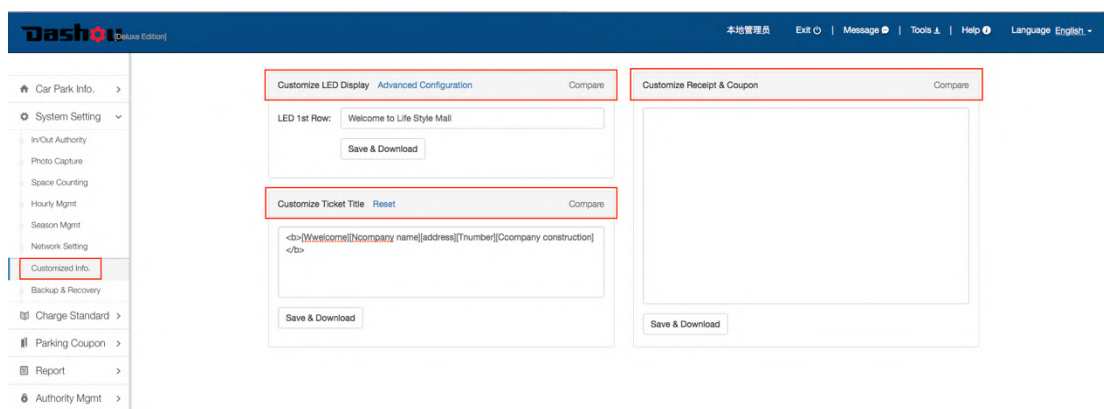 Dashou [Deluxe Edition]
本地管理员 Exit | Message | Tools | Help Language English
Car Park Info.
System Setting
In/Out Authority
Photo Capture
Space Counting
Hourly Mgmt
Season Mgmt
Network Setting
Customized Info.
Backup & Recovery
Charge Standard
Parking Coupon
Report
Authority Mgmt
Customize LED Display Advanced Configuration Compare
LED 1st Row: Welcome to Life Style Mall
Save & Download
Customize Ticket Title Reset Compare
<b>[Wwelcome][Ncompany name][address][Tnumber][Ccompany construction]
</b>
Save & Download
Customize Receipt & Coupon Compare
Save & Download